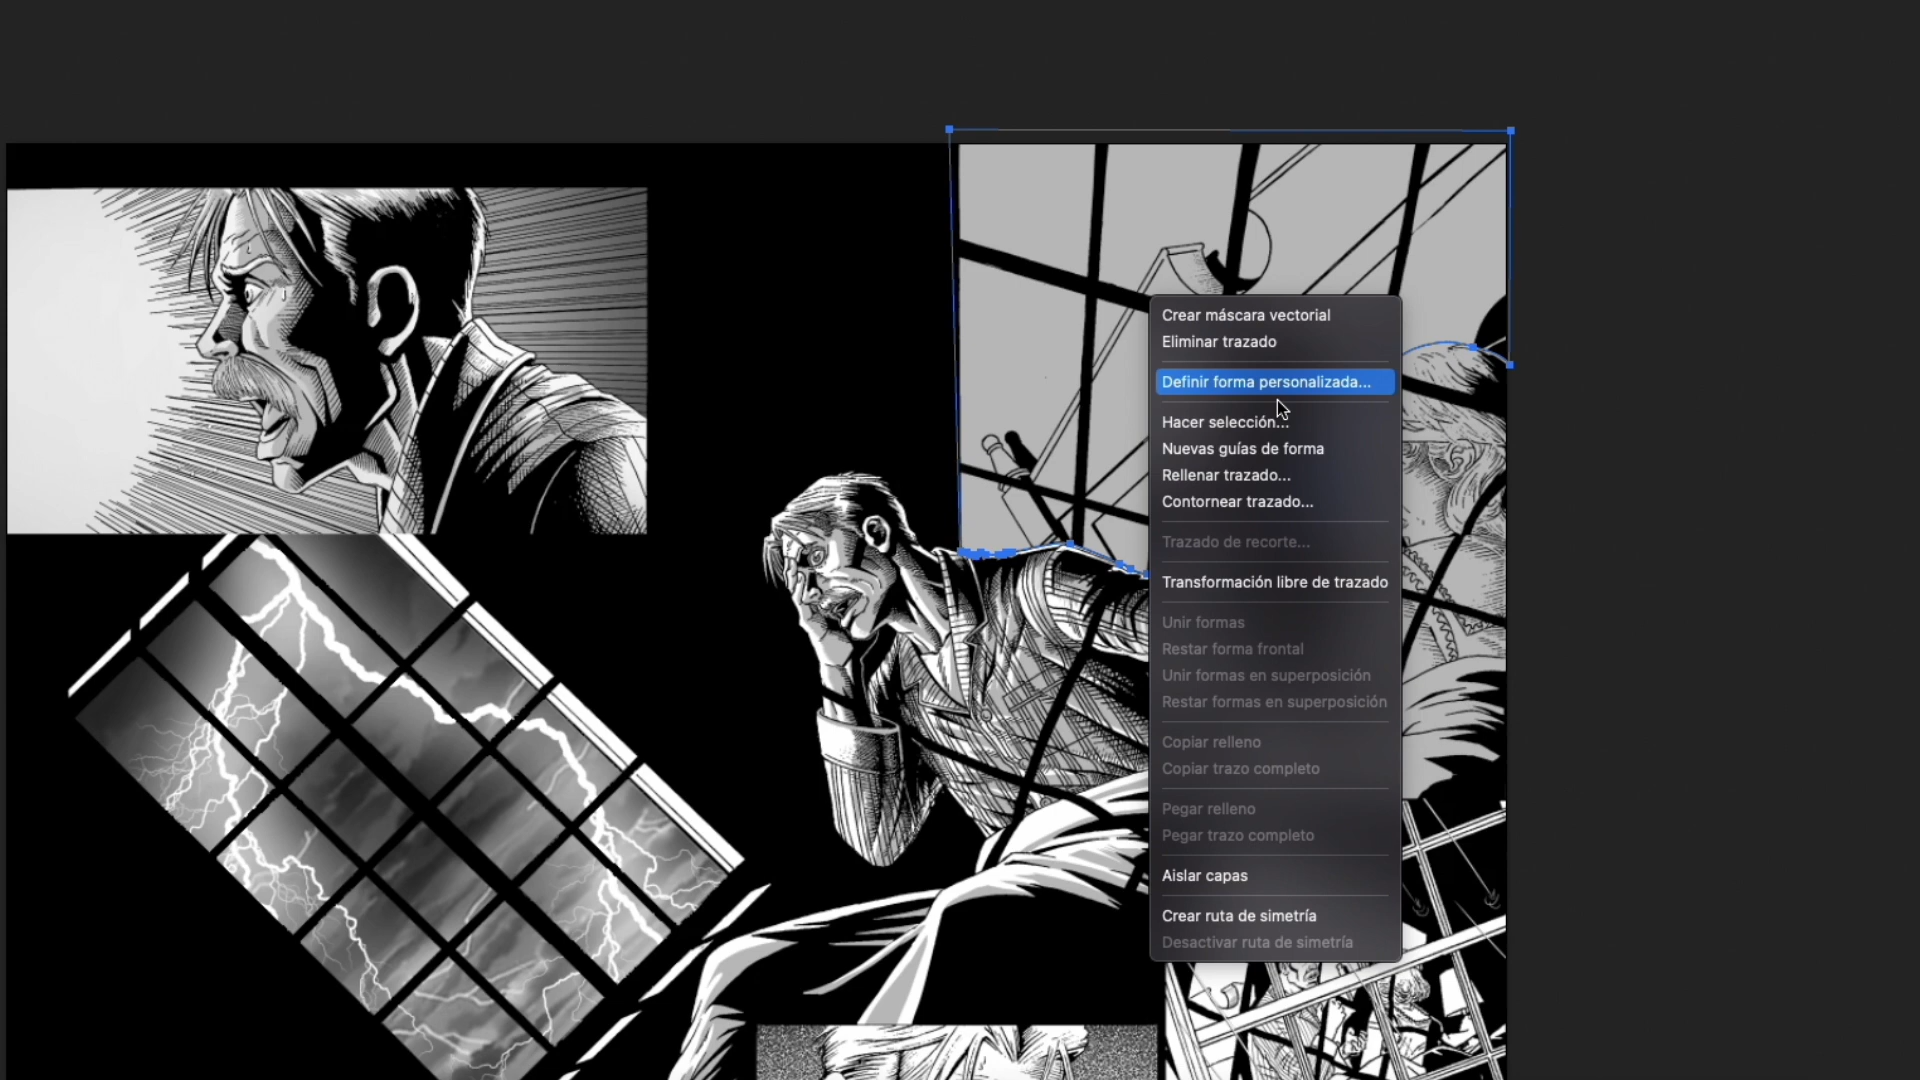 Crear máscara vectorial
Eliminar trazado
Definir forma personalizada...
Hacer selección...
Nuevas guías de forma
Rellenar trazado...
Contornear trazado...
Trazado de recorte...
Transformación libre de trazado
Unir formas
Restar forma frontal
Unir formas en superposición
Restar formas en superposición
Copiar relleno
Copiar trazo completo
Pegar relleno
Pegar trazo completo
Aislar capas
Crear ruta de simetría
Desactivar ruta de simetría